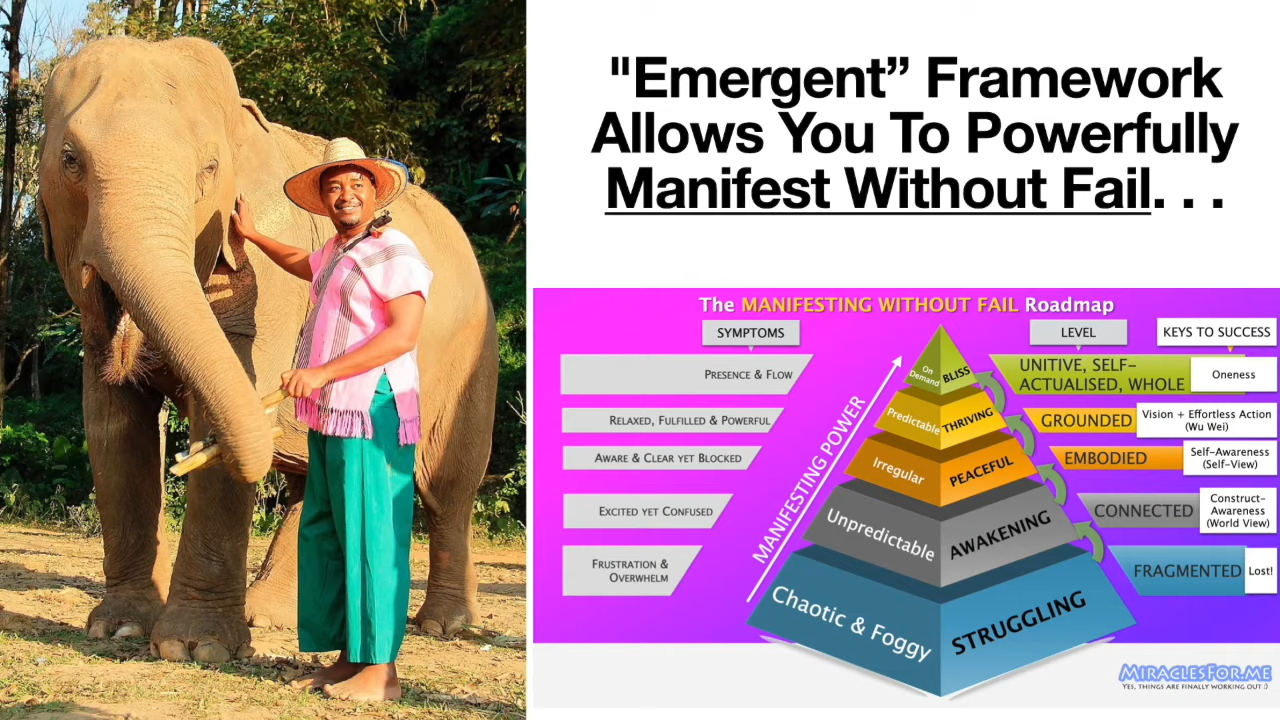 "Emergent” Framework
Allows You To Powerfully
Manifest Without Fail. . .
The MANIFESTING WITHOUT FAIL Roadmap
SYMPTOMS
LEVEL
KEYS TO SUCCESS
PRESENCE & FLOW
On
Demand
BLISS
UNITIVE, SELF-
ACTUALISED, WHOLE
Oneness
RELAXED, FULFILLED & POWERFUL
Predictable
THRIVING
GROUNDED
Vision + Effortless Action
(Wu Wei)
AWARE & CLEAR YET BLOCKED
Irregular
PEACEFUL
EMBODIED
Self-Awareness
(Self-View)
EXCITED YET CONFUSED
Unpredictable
AWAKENING
CONNECTED
Construct-
Awareness
(World View)
FRUSTRATION &
OVERWHELM
Chaotic & Foggy
STRUGGLING
FRAGMENTED
Lost!
MANIFESTING POWER
MIRACLESFOR.ME
YES, THINGS ARE FINALLY WORKING OUT :)